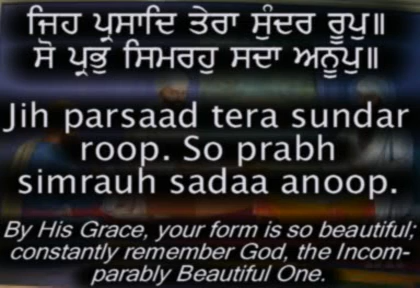 ਜਿਹ ਪ੍ਰਸਾਦਿ ਤੇਰਾ ਸੁੰਦਰ ਰੂਪੁ॥
ਸੋ ਪ੍ਰਭੁ ਸਿਮਰਹੁ ਸਦਾ ਅਨੂਪੁ॥
Jih parsaad tera sundar
roop. So prabh
simrauh sadaa anoop.
By His Grace, your form is so beautiful;
constantly remember God, the Incom-
parably Beautiful One.